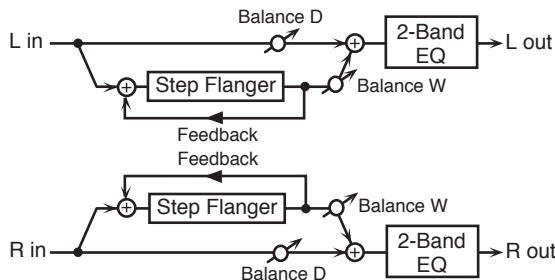 Balance D
L in
2-Band
EQ
L out
Step Flanger
Balance W
Feedback
Feedback
Step Flanger
Balance W
R in
2-Band
EQ
R out
Balance D